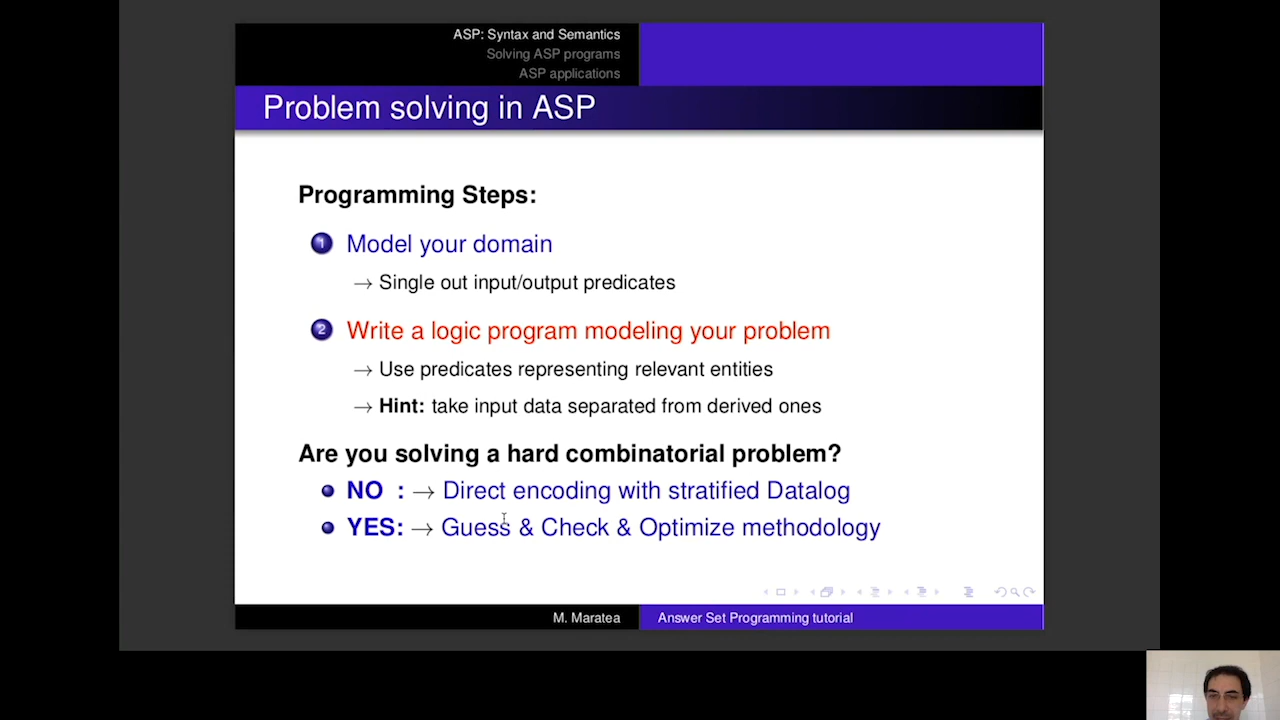 ASP: Syntax and Semantics
Solving ASP programs
ASP applications
Problem solving in ASP
Programming Steps:
1 Model your domain
→ Single out input/output predicates
2 Write a logic program modeling your problem
→ Use predicates representing relevant entities
→ Hint: take input data separated from derived ones
Are you solving a hard combinatorial problem?
NO : → Direct encoding with stratified Datalog
YES: → Guess & Check & Optimize methodology
M. Maratea
Answer Set Programming tutorial